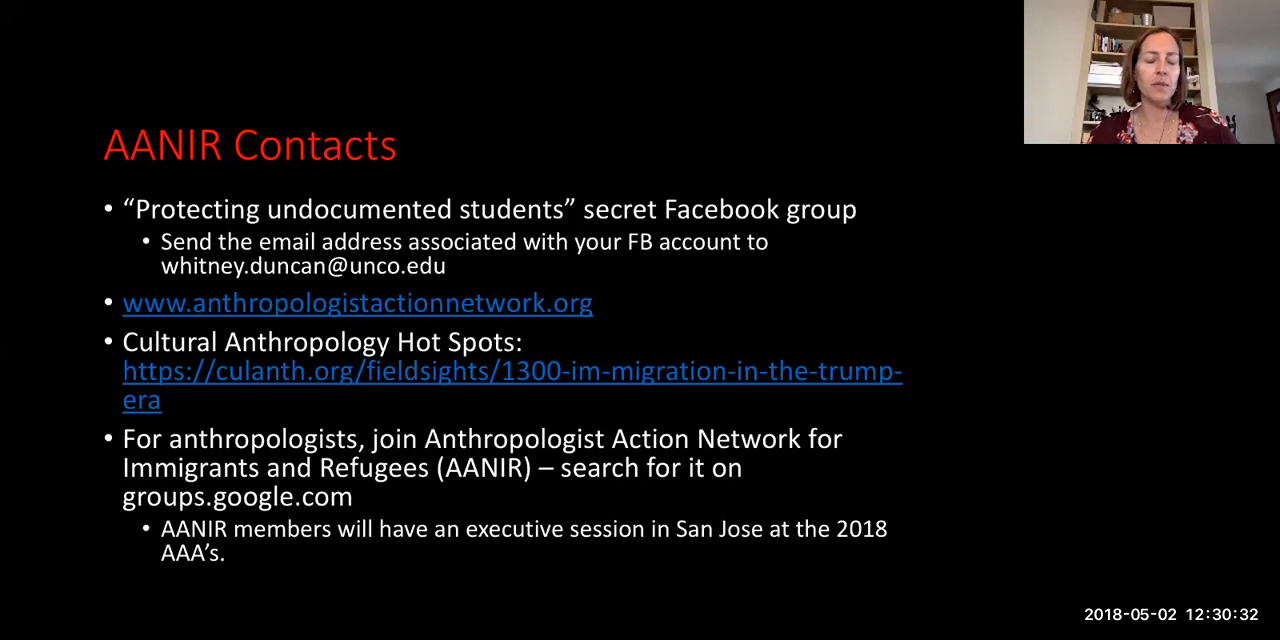 AANIR Contacts
• “Protecting undocumented students” secret Facebook group
• Send the email address associated with your FB account to
whitney.duncan@unco.edu
• www.anthropologistactionnetwork.org
• Cultural Anthropology Hot Spots:
https://culanth.org/fieldsights/1300-im-migration-in-the-trump-
era
• For anthropologists, join Anthropologist Action Network for
Immigrants and Refugees (AANIR) – search for it on
groups.google.com
• AANIR members will have an executive session in San Jose at the 2018
AAA’s.
2018-05-02 12:30:32